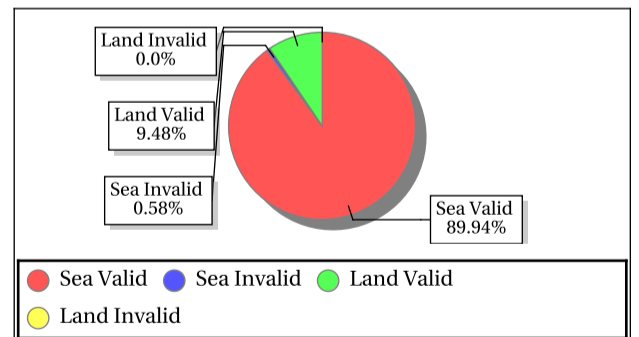 Land Invalid
0.0%
Land Valid
9.48%
Sea Invalid
0.58%
Sea Valid
89.94%
Sea Valid Sea Invalid Land Valid
Land Invalid